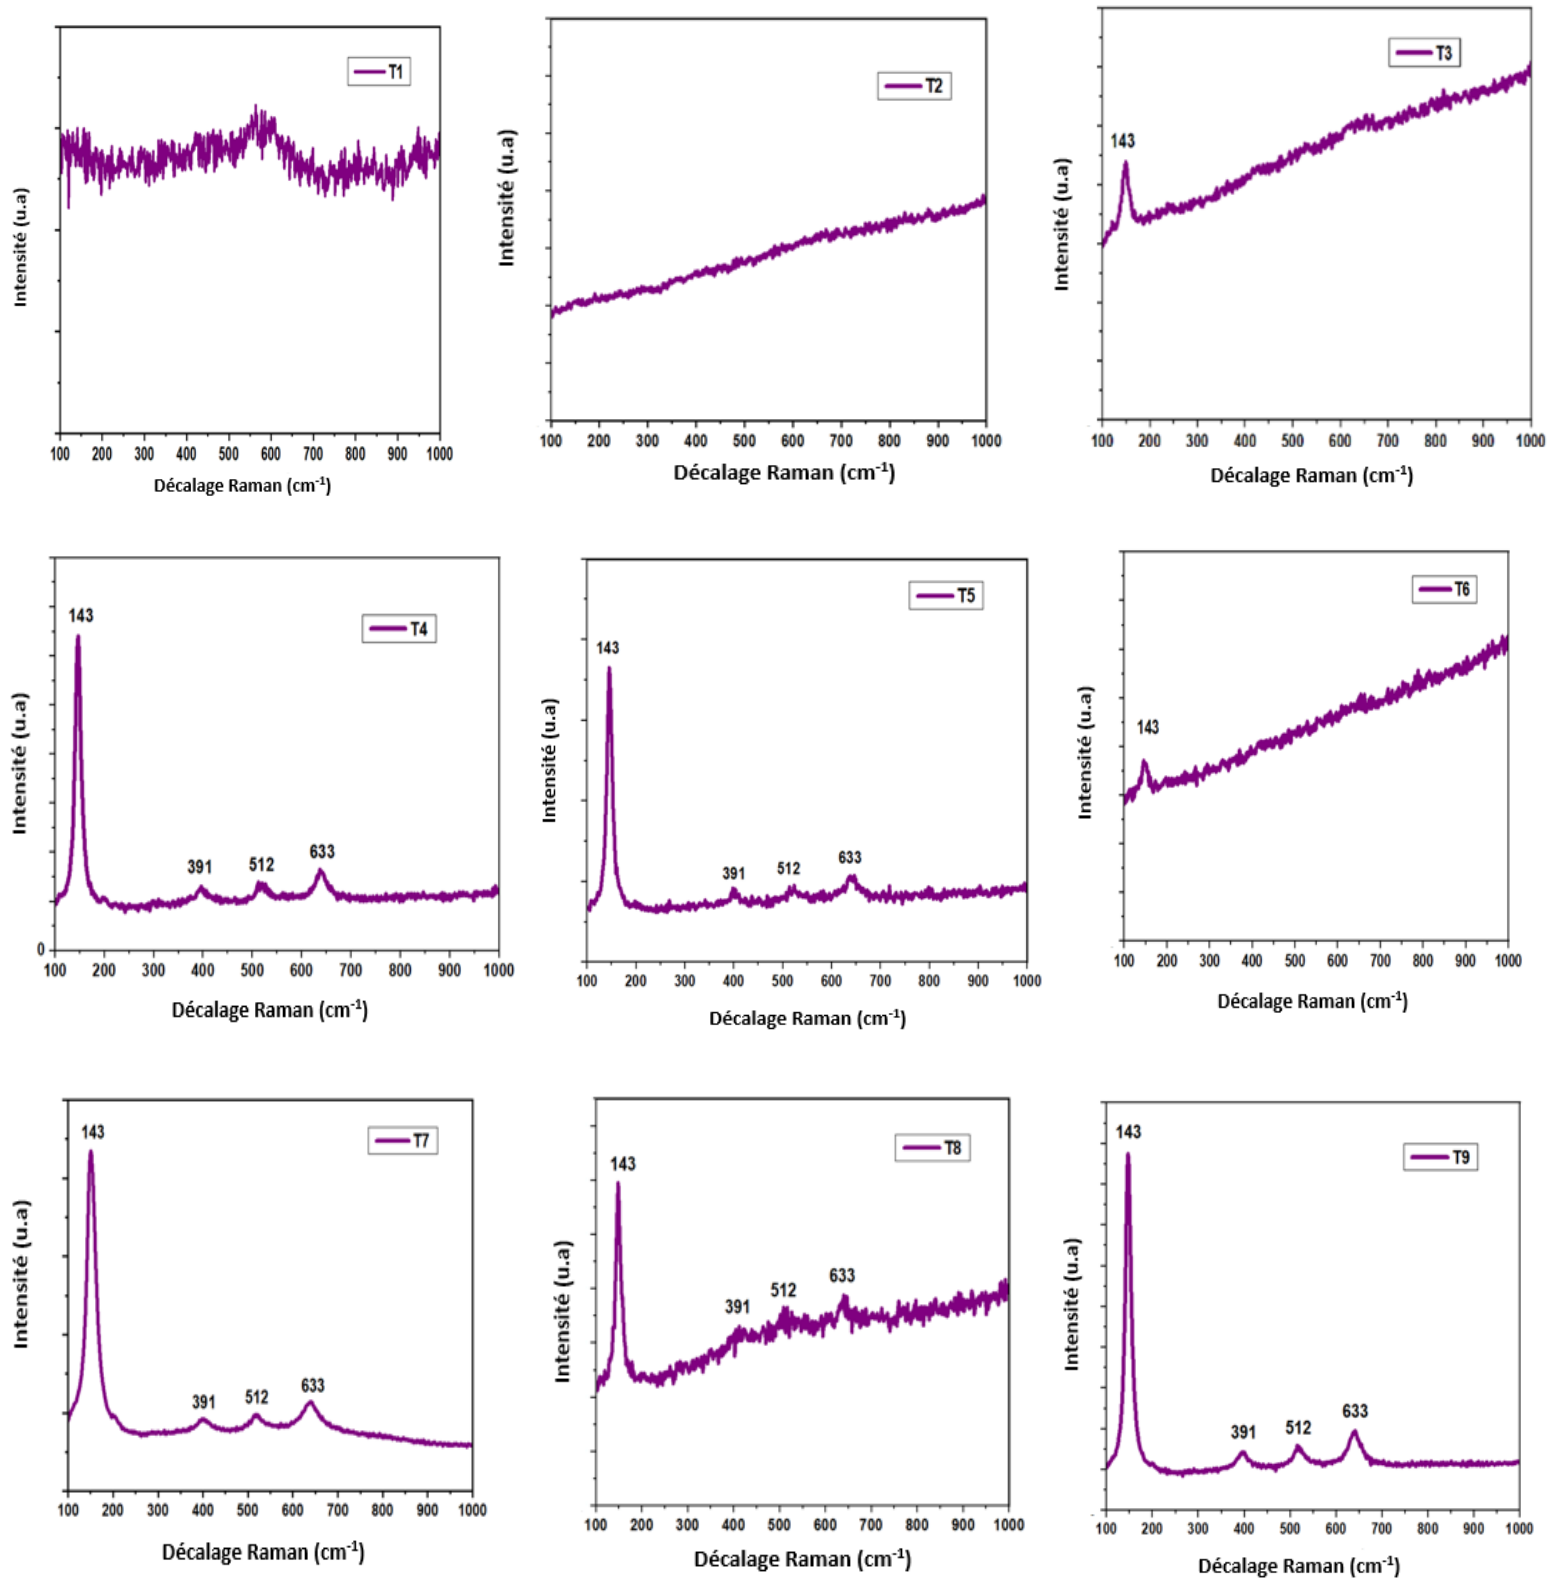 T1
Intensité (u.a)
100 200 300 400 500 600 700 800 900 1000
Décalage Raman (cm-1)
T2
Intensité (u.a)
100 200 300 400 500 600 700 800 900 1000
Décalage Raman (cm-1)
T3
143
Intensité (u.a)
100 200 300 400 500 600 700 800 900 1000
Décalage Raman (cm-1)
143
T4
Intensité (u.a)
391 512 633
0
100 200 300 400 500 600 700 800 900 1000
Décalage Raman (cm-1)
T5
143
Intensité (u.a)
391 512 633
100 200 300 400 500 600 700 800 900 1000
Décalage Raman (cm-1)
T6
143
Intensité (u.a)
100 200 300 400 500 600 700 800 900 1000
Décalage Raman (cm-1)
143
T7
Intensité (u.a)
391 512 633
100 200 300 400 500 600 700 800 900 1000
Décalage Raman (cm-1)
T8
143
Intensité (u.a)
391 512 633
100 200 300 400 500 600 700 800 900 1000
Décalage Raman (cm-1)
143
T9
Intensité (u.a)
391 512 633
100 200 300 400 500 600 700 800 900 1000
Décalage Raman (cm-1)